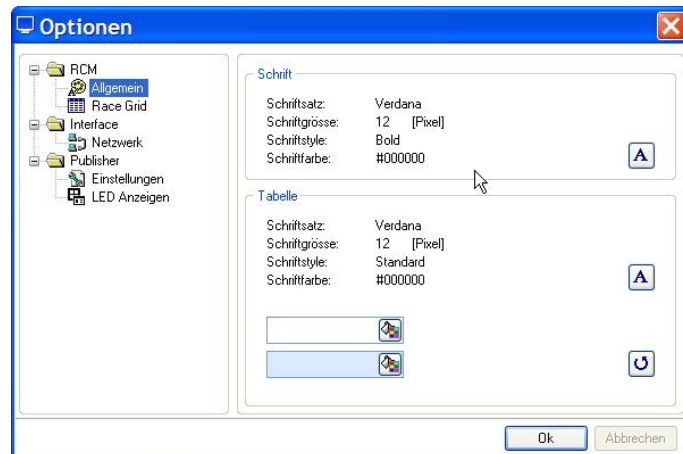 Optionen
RCM
Allgemein
Race Grid
Interface
Netzwerk
Publisher
Einstellungen
LED Anzeigen
Schrift
Schriftsatz: Verdana
Schriftgrösse: 12 [Pixel]
Schriftstyle: Bold
Schriftfarbe: #000000
A
Tabelle
Schriftsatz: Verdana
Schriftgrösse: 12 [Pixel]
Schriftstyle: Standard
Schriftfarbe: #000000
A
Ok Abbrechen